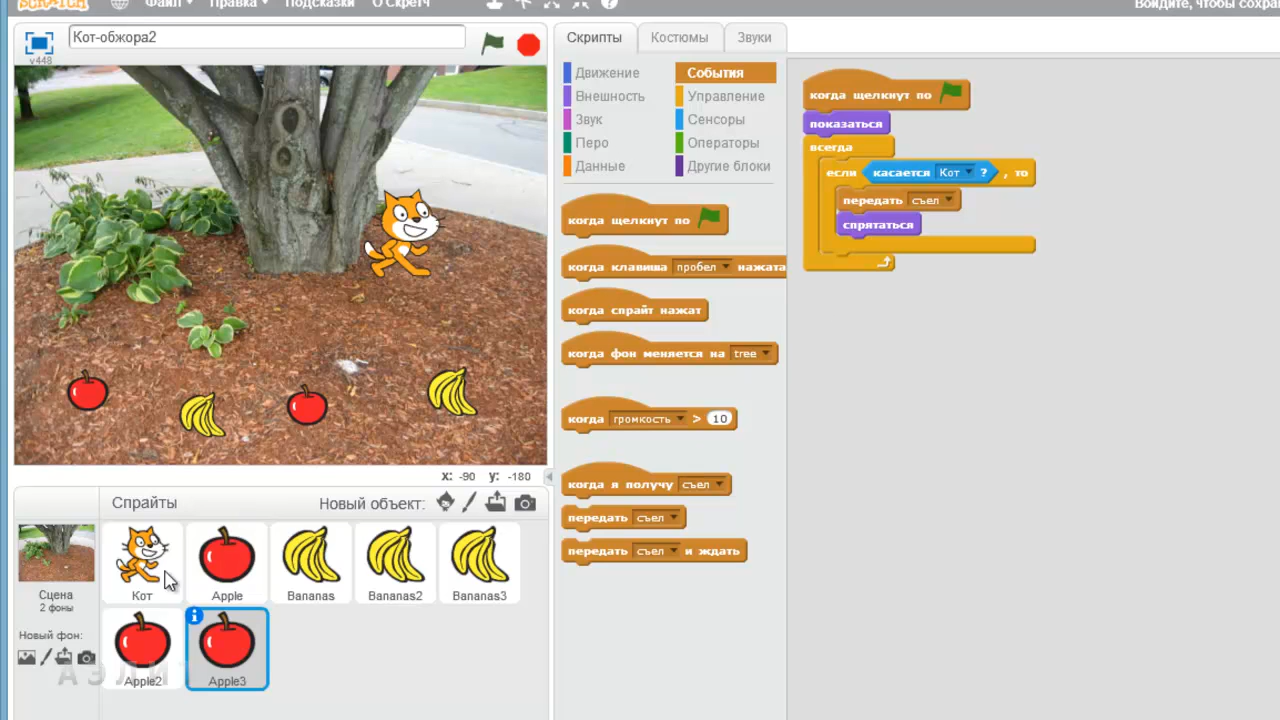 SCRATCH Файл Правка Подсказки О Скретч Войдите, чтобы сохра
Кот-обжора2
v448
Скрипты Костюмы Звуки
Движение События
Внешность Управление
Звук Сенсоры
Перо Операторы
Данные Другие блоки
когда щелкнут по
когда клавиша пробел нажата
когда спрайт нажат
когда фон меняется на tree
когда громкость > 10
когда я получу съел
передать съел
передать съел и ждать
когда щелкнут по
показаться
всегда
если касается Кот ? , то
передать съел
спрятаться
x: -90 y: -180
Спрайты Новый объект:
Сцена
2 фоны
Новый фон:
Кот Apple Bananas Bananas2 Bananas3
Apple2 Apple3
АЭЛИТ